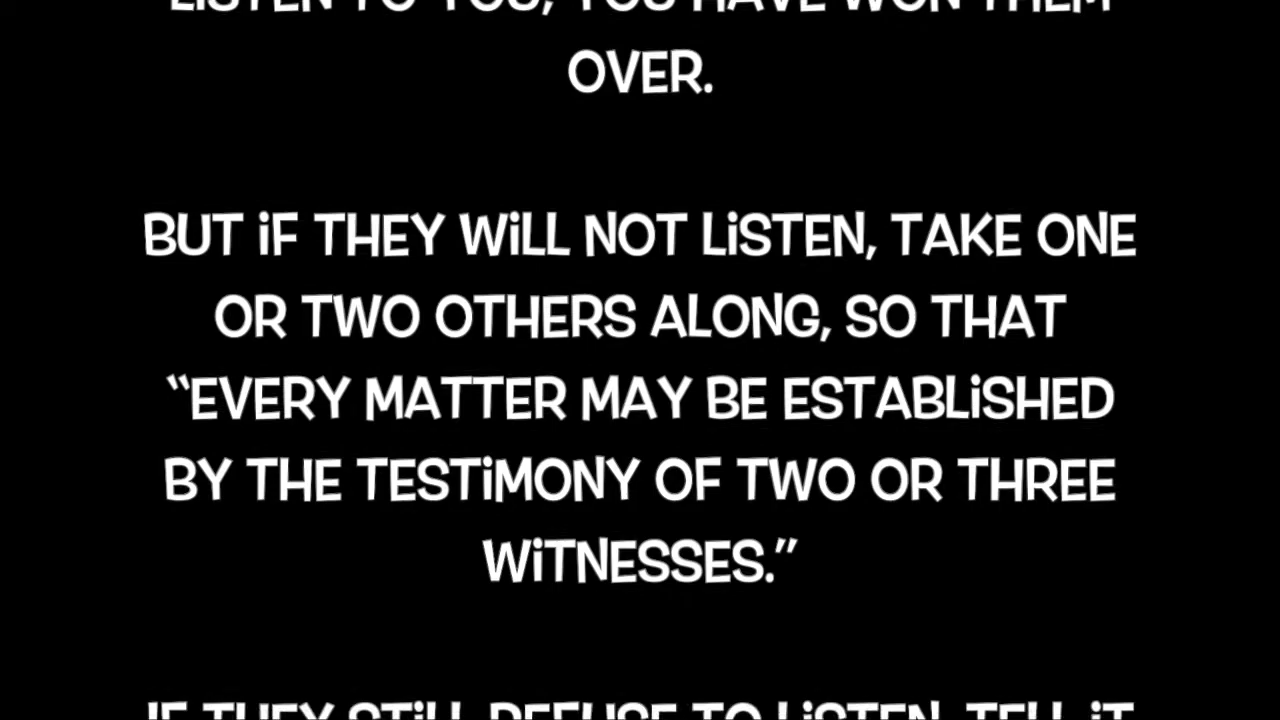 LISTEN TO YOU, YOU HAVE WON THEM
OVER.
BUT iF THEY WiLL NOT LiSTEN, TAKE ONE
OR TWO OTHERS ALONG, SO THAT
“EVERY MATTER MAY BE ESTABLiSHED
BY THE TESTiMONY OF TWO OR THREE
WiTNESSES.”
IF THEY STiLL REFUSE TO LiSTEN, TELL iT